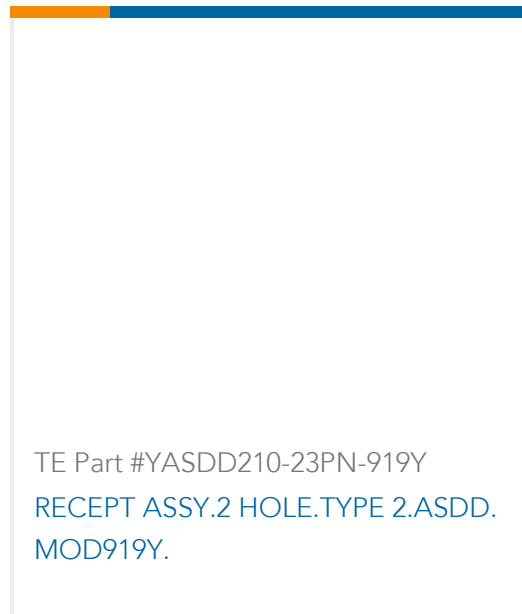 TE Part #YASDD210-23PN-919Y
RECEPT ASSY.2 HOLE.TYPE 2.ASDD.
MOD919Y.